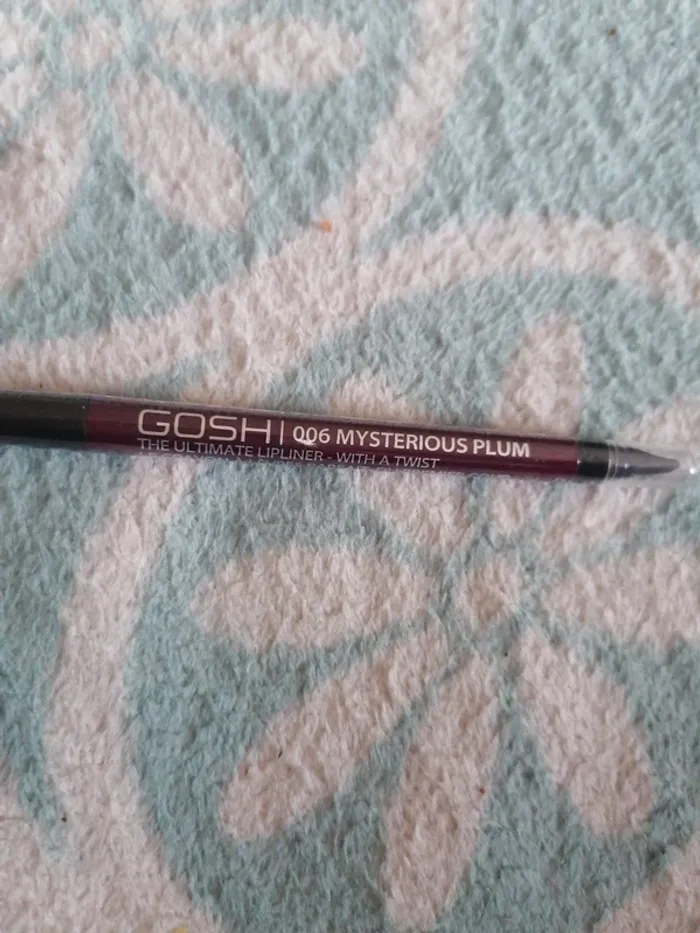 GOSH | 006 MYSTERIOUS PLUM
THE ULTIMATE LIPLINER - WITH A TWIST